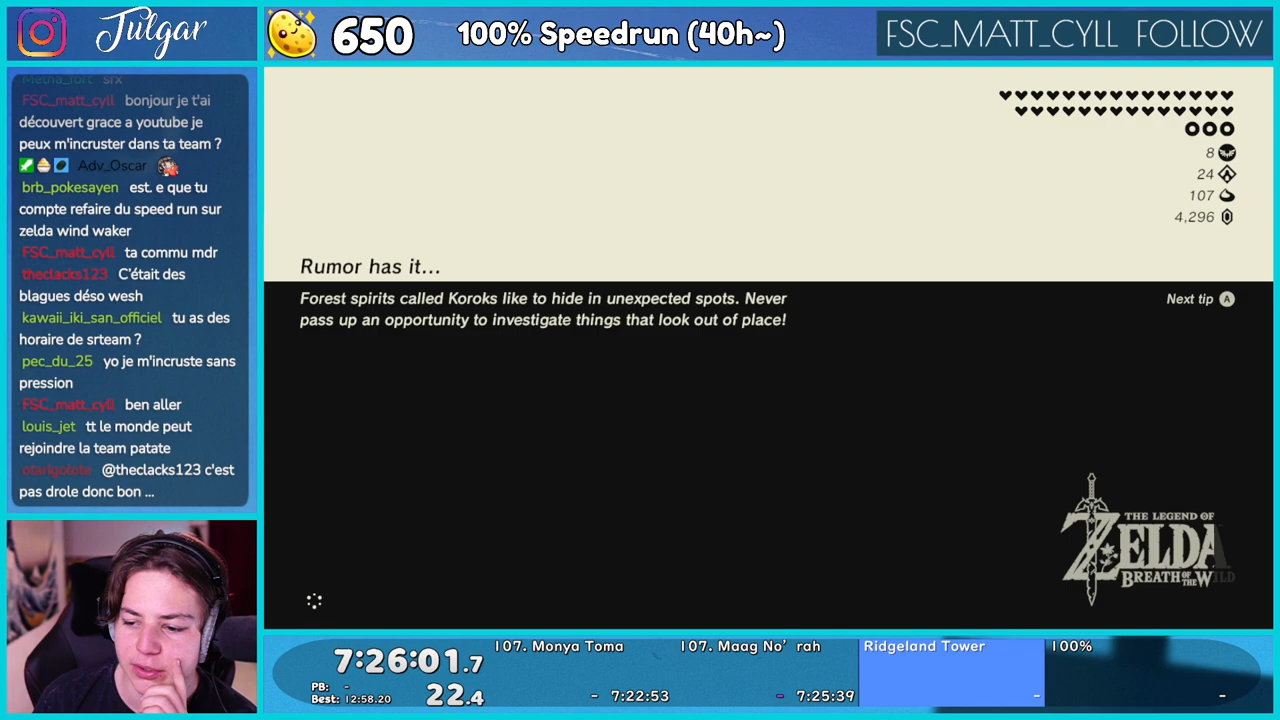 Julgar
650
100% Speedrun (40h~)
FSC_MATT_CYLL FOLLOW
Metha_fort srx
FSC_matt_cyll bonjour je t'ai
découvert grace a youtube je
peux m'incruster dans ta team ?
Adv_Oscar
brb_pokesayen est. e que tu
compte refaire du speed run sur
zelda wind waker
FSC_matt_cyll ta commu mdr
theclacks123 C'était des
blagues déso wesh
kawaii_iki_san_officiel tu as des
horaire de srteam ?
pec_du_25 yo je m'incruste sans
pression
FSC_matt_cyll ben aller
louis_jet tt le monde peut
rejoindre la team patate
@theclacks123 c'est
pas drole donc bon ...
8
24
107
4,296
Rumor has it...
Forest spirits called Koroks like to hide in unexpected spots. Never
pass up an opportunity to investigate things that look out of place!
Next tip A
THE LEGEND OF
ZELDA
BREATH OF THE WILD
7:26:01.7
PB: -
Best: 12:58.20
22.4
107. Monya Toma
- 7:22:53
107. Maag No' rah
- 7:25:39
Ridgeland Tower
-
100%
-